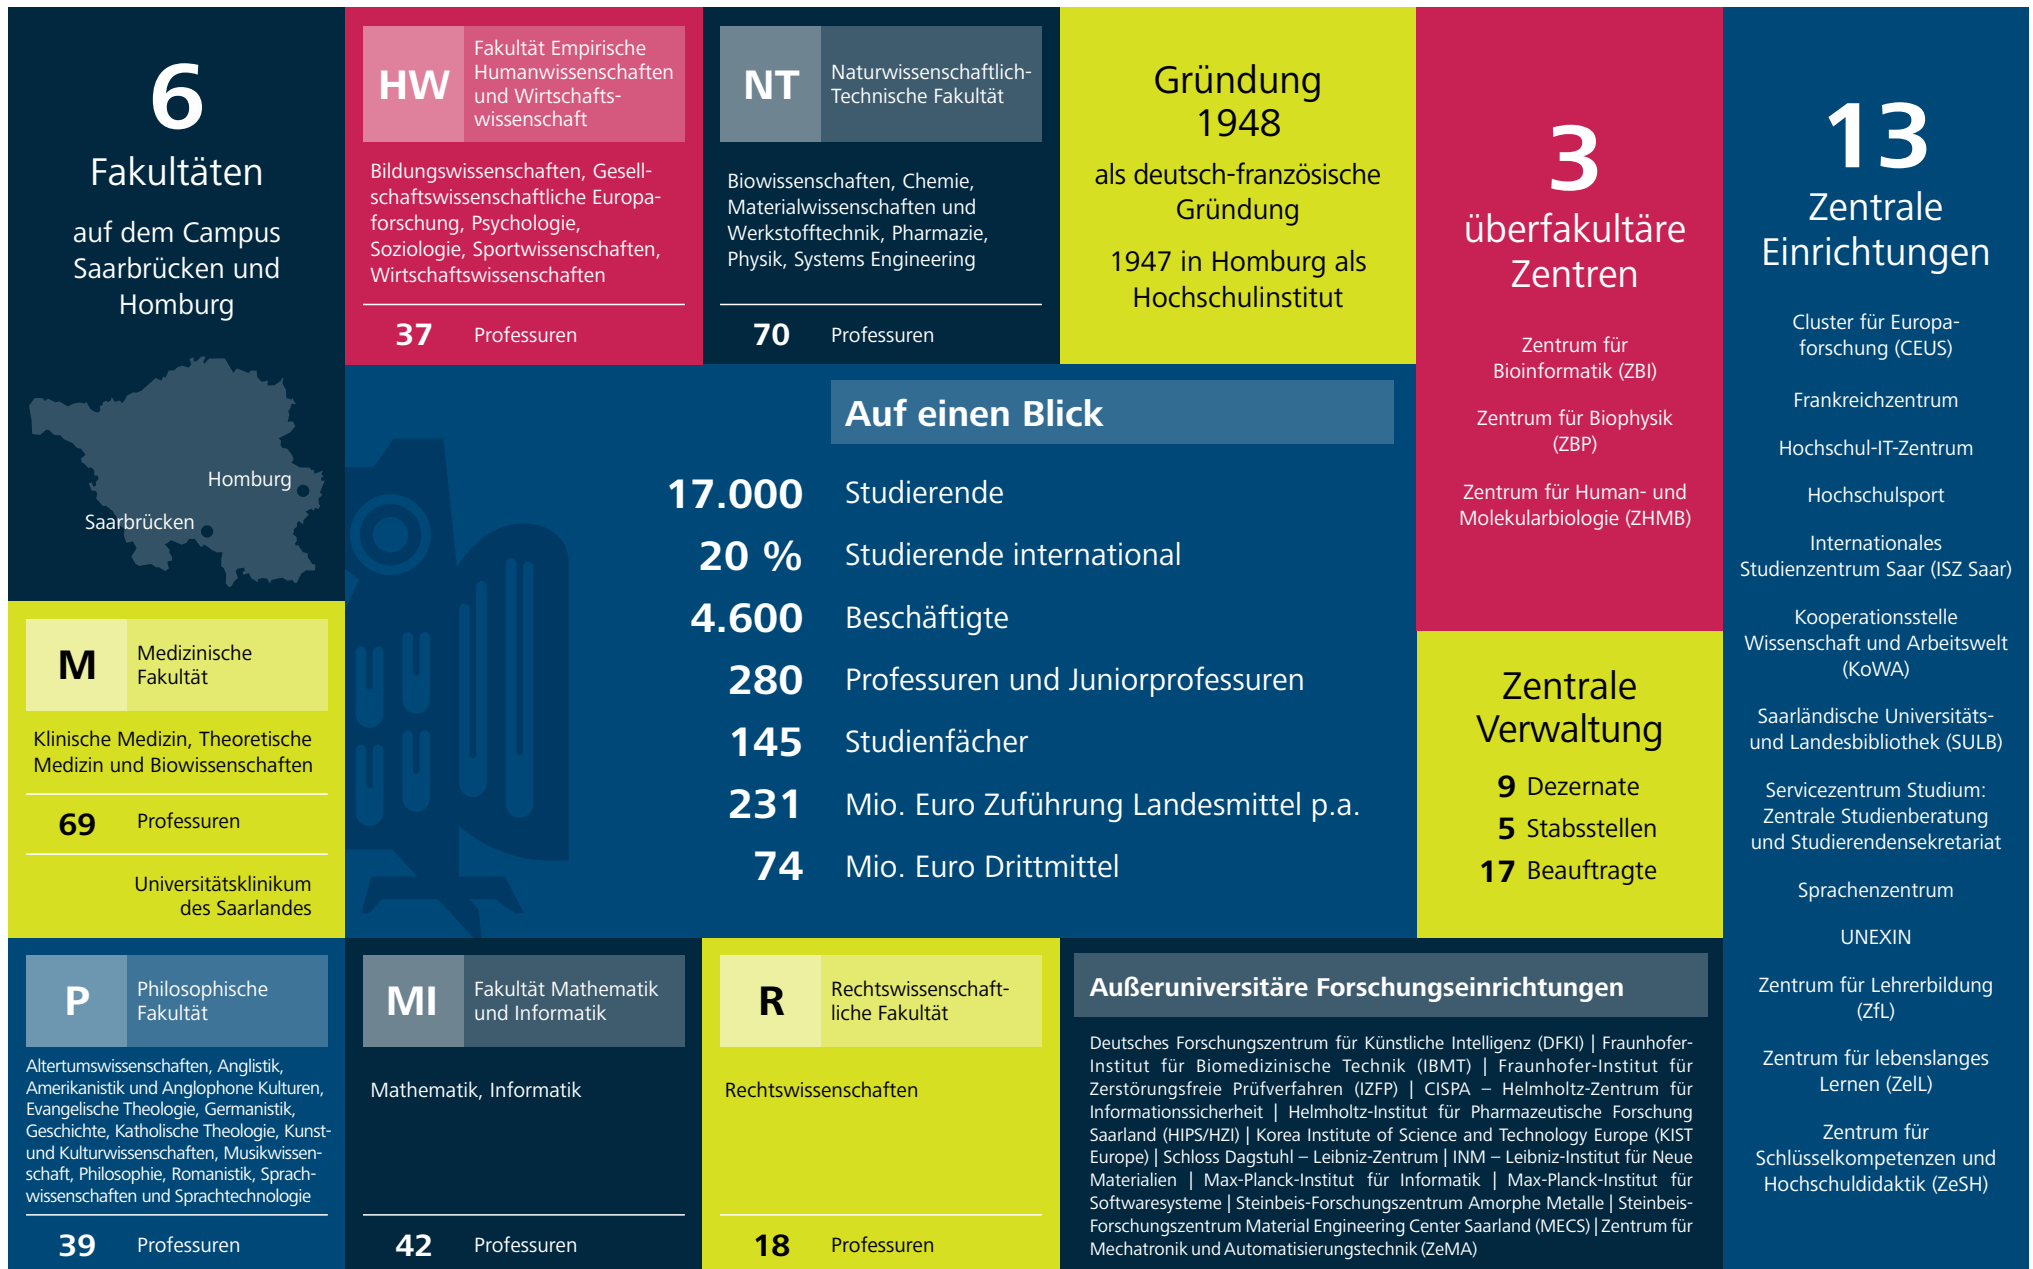 6
Fakultäten
auf dem Campus
Saarbrücken und
Homburg
Homburg
Saarbrücken
HW
Fakultät Empirische
Humanwissenschaften
und Wirtschafts-
wissenschaft
Bildungswissenschaften, Gesell-
schaftswissenschaftliche Europa-
forschung, Psychologie,
Soziologie, Sportwissenschaften,
Wirtschaftswissenschaften
37 Professuren
NT
Naturwissenschaftlich-
Technische Fakultät
Biowissenschaften, Chemie,
Materialwissenschaften und
Werkstofftechnik, Pharmazie,
Physik, Systems Engineering
70 Professuren
Gründung
1948
als deutsch-französische
Gründung
1947 in Homburg als
Hochschulinstitut
3
überfakultäre
Zentren
Zentrum für
Bioinformatik (ZBI)
Zentrum für Biophysik
(ZBP)
Zentrum für Human- und
Molekularbiologie (ZHMB)
13
Zentrale
Einrichtungen
Cluster für Europa-
forschung (CEUS)
Frankreichzentrum
Hochschul-IT-Zentrum
Hochschulsport
Internationales
Studienzentrum Saar (ISZ Saar)
Kooperationsstelle
Wissenschaft und Arbeitswelt
(KoWA)
Saarländische Universitäts-
und Landesbibliothek (SULB)
Servicezentrum Studium:
Zentrale Studienberatung
und Studierendensekretariat
Sprachenzentrum
UNEXIN
Zentrum für Lehrerbildung
(ZfL)
Zentrum für lebenslanges
Lernen (ZelL)
Zentrum für
Schlüsselkompetenzen und
Hochschuldidaktik (ZeSH)
Auf einen Blick
17.000 Studierende
20 % Studierende international
4.600 Beschäftigte
280 Professuren und Juniorprofessuren
145 Studienfächer
231 Mio. Euro Zuführung Landesmittel p.a.
74 Mio. Euro Drittmittel
Zentrale
Verwaltung
9 Dezernate
5 Stabsstellen
17 Beauftragte
M
Medizinische
Fakultät
Klinische Medizin, Theoretische
Medizin und Biowissenschaften
69 Professuren
Universitätsklinikum
des Saarlandes
P
Philosophische
Fakultät
Altertumswissenschaften, Anglistik,
Amerikanistik und Anglophone Kulturen,
Evangelische Theologie, Germanistik,
Geschichte, Katholische Theologie, Kunst-
und Kulturwissenschaften, Musikwissen-
schaft, Philosophie, Romanistik, Sprach-
wissenschaften und Sprachtechnologie
39 Professuren
MI
Fakultät Mathematik
und Informatik
Mathematik, Informatik
42 Professuren
R
Rechtswissenschaft-
liche Fakultät
Rechtswissenschaften
18 Professuren
Außeruniversitäre Forschungseinrichtungen
Deutsches Forschungszentrum für Künstliche Intelligenz (DFKI) | Fraunhofer-
Institut für Biomedizinische Technik (IBMT) | Fraunhofer-Institut für
Zerstörungsfreie Prüfverfahren (IZFP) | CISPA – Helmholtz-Zentrum für
Informationssicherheit | Helmholtz-Institut für Pharmazeutische Forschung
Saarland (HIPS/HZI) | Korea Institute of Science and Technology Europe (KIST
Europe) | Schloss Dagstuhl – Leibniz-Zentrum | INM – Leibniz-Institut für Neue
Materialien | Max-Planck-Institut für Informatik | Max-Planck-Institut für
Softwaresysteme | Steinbeis-Forschungszentrum Amorphe Metalle | Steinbeis-
Forschungszentrum Material Engineering Center Saarland (MECS) | Zentrum für
Mechatronik und Automatisierungstechnik (ZeMA)